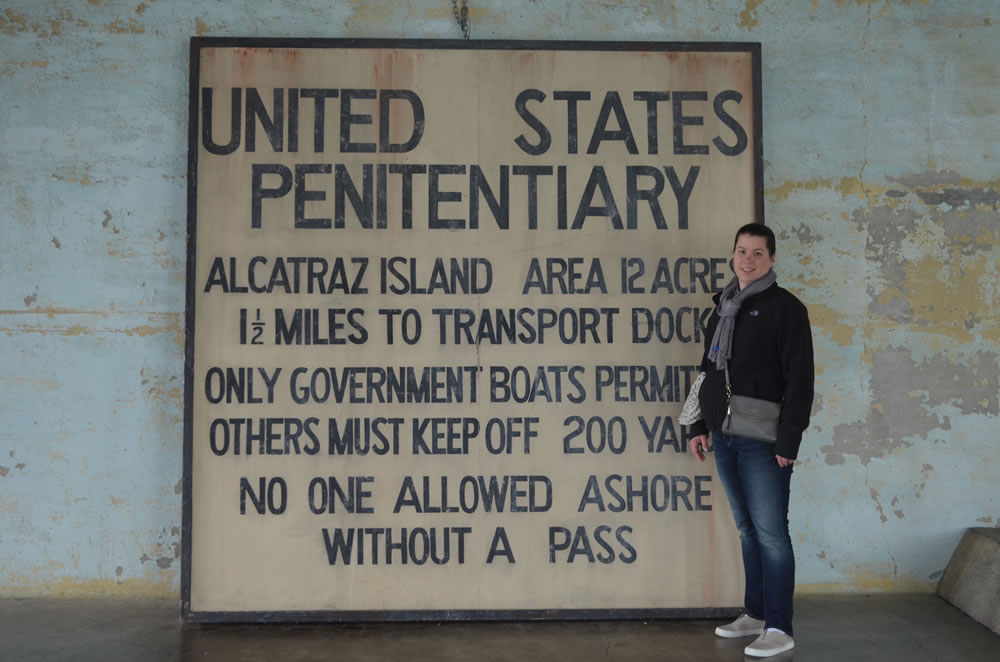 UNITED STATES
PENITENTIARY
ALCATRAZ ISLAND AREA 12 ACRE
1½ MILES TO TRANSPORT DOCK
ONLY GOVERNMENT BOATS PERMIT
OTHERS MUST KEEP OFF 200 YAR
NO ONE ALLOWED ASHORE
WITHOUT A PASS